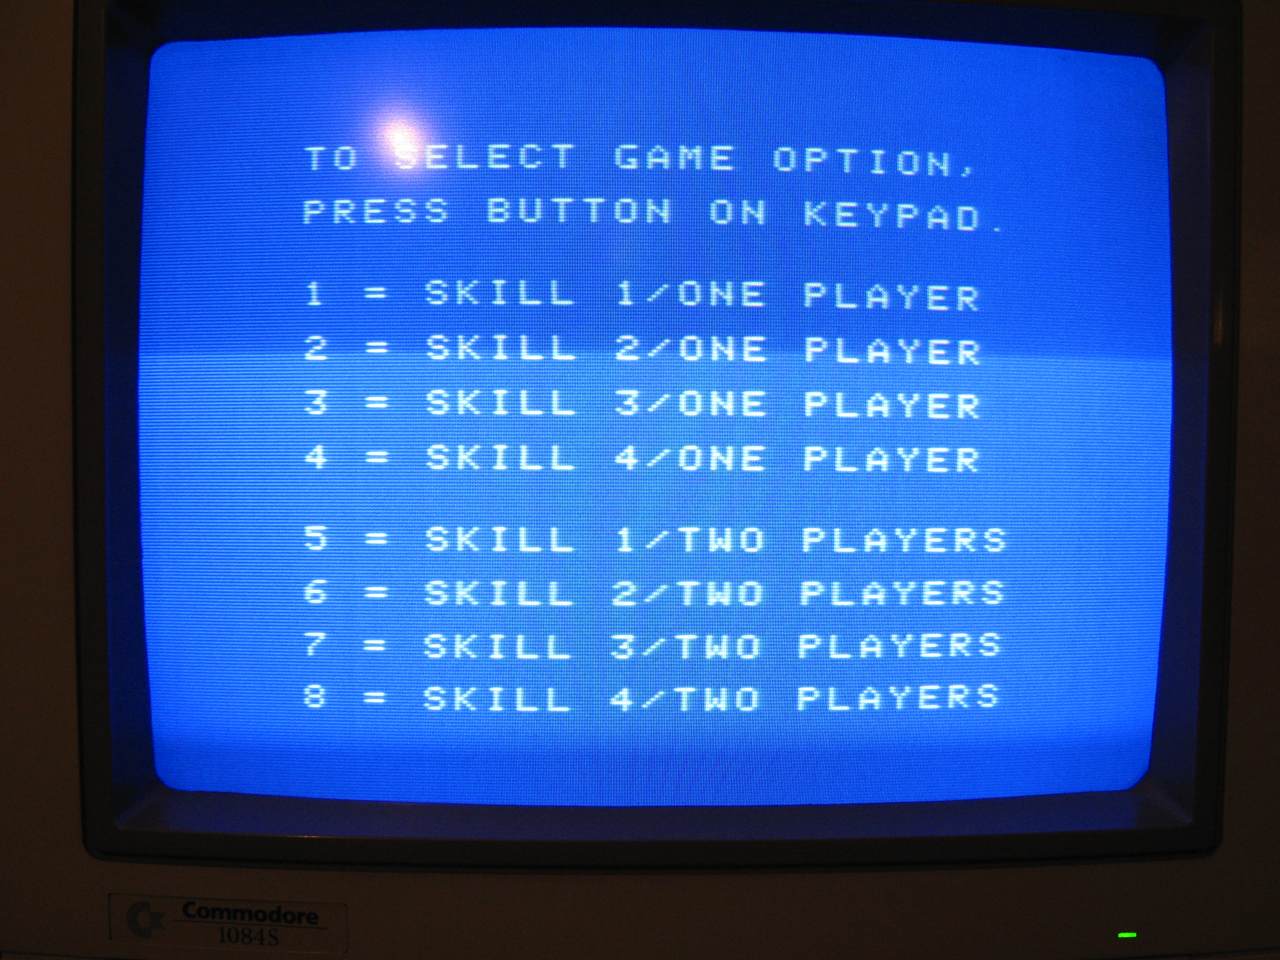 TO SELECT GAME OPTION,
PRESS BUTTON ON KEYPAD.
1 = SKILL 1/ONE PLAYER
2 = SKILL 2/ONE PLAYER
3 = SKILL 3/ONE PLAYER
4 = SKILL 4/ONE PLAYER
5 = SKILL 1/TWO PLAYERS
6 = SKILL 2/TWO PLAYERS
7 = SKILL 3/TWO PLAYERS
8 = SKILL 4/TWO PLAYERS
Commodore
1084S